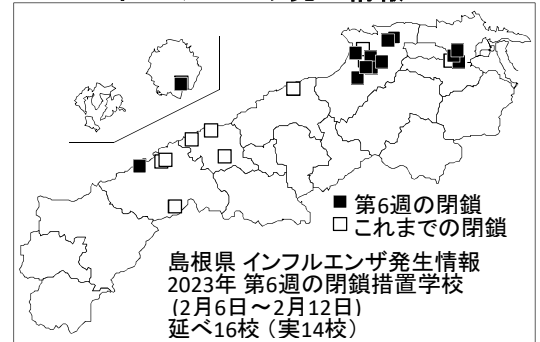 ■ 第6週の閉鎖
□ これまでの閉鎖
島根県 インフルエンザ発生情報
2023年 第6週の閉鎖措置学校
(2月6日～2月12日)
延べ16校（実14校）